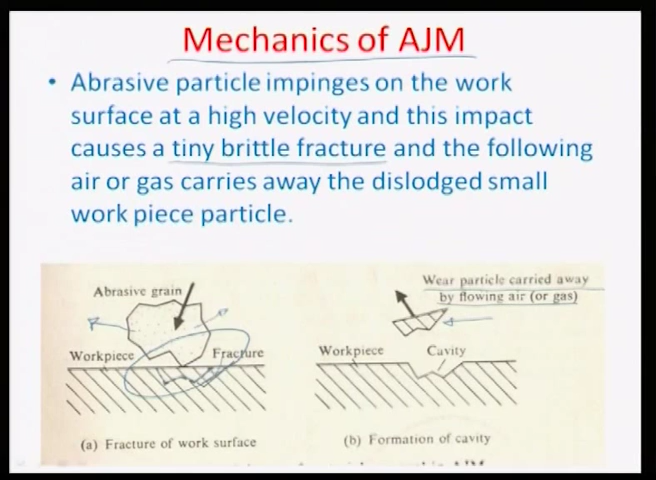 Mechanics of AJM
• Abrasive particle impinges on the work
surface at a high velocity and this impact
causes a tiny brittle fracture and the following
air or gas carries away the dislodged small
work piece particle.
Abrasive grain
Workpiece
Fracture
(a) Fracture of work surface
Wear particle carried away
by flowing air (or gas)
Workpiece
Cavity
(b) Formation of cavity